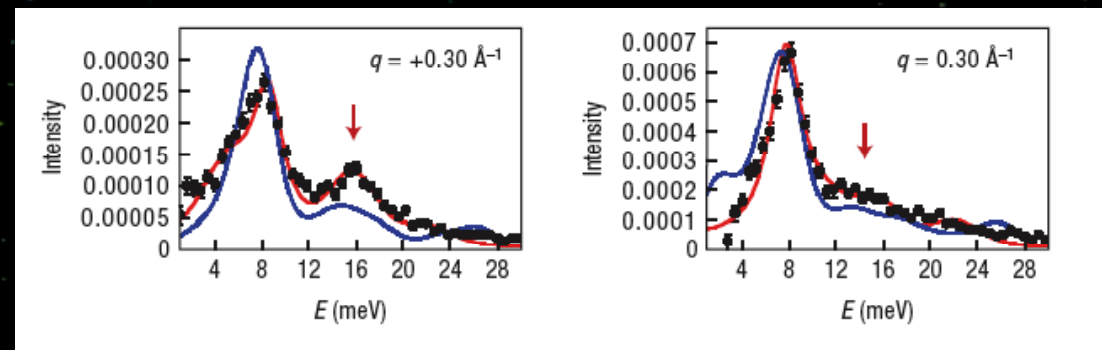 q = +0.30 Å–1
Intensity
0.00030
0.00025
0.00020
0.00015
0.00010
0.00005
0
4 8 12 16 20 24 28
E (meV)
q = 0.30 Å–1
Intensity
0.0007
0.0006
0.0005
0.0004
0.0003
0.0002
0.0001
0
4 8 12 16 20 24 28
E (meV)